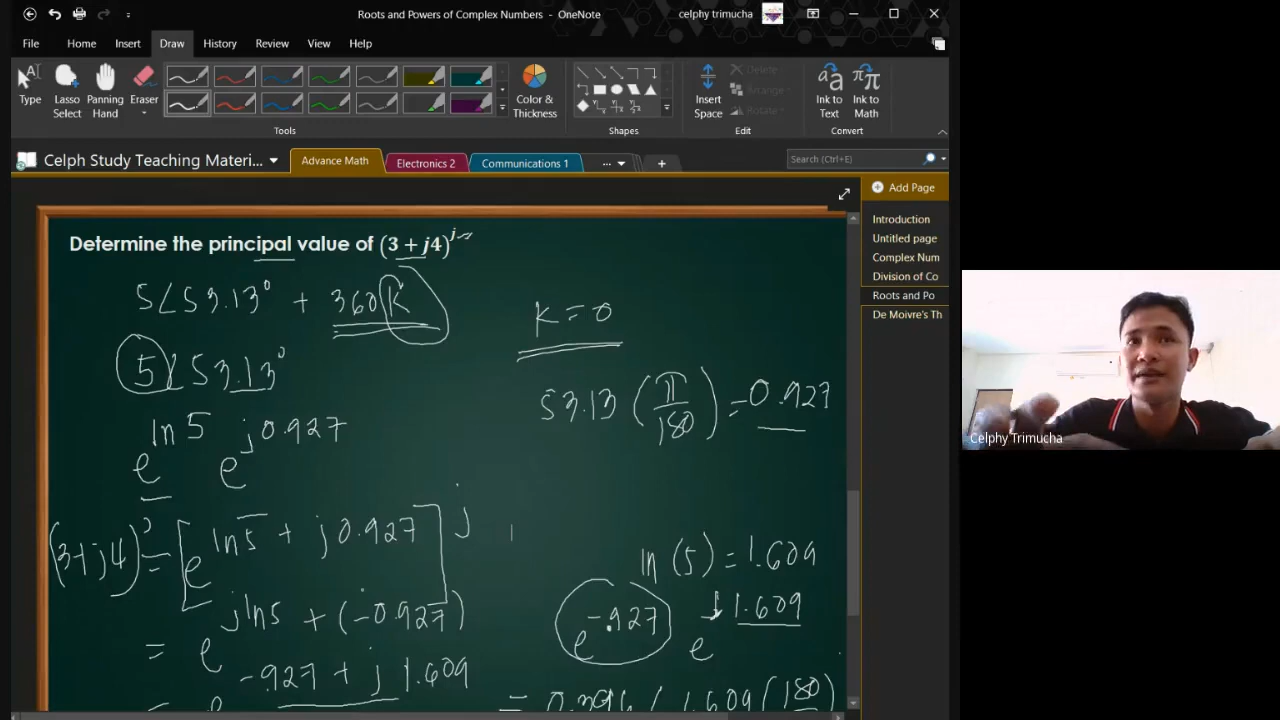 Roots and Powers of Complex Numbers - OneNote
celphy trimucha
File Home Insert Draw History Review View Help
Type
Lasso Select
Panning Hand
Eraser
Color & Thickness
Insert Space
Delete
Arrange
Rotate
Ink to Text
Ink to Math
Tools
Shapes
Edit
Convert
Celph Study Teaching Materi...
Advance Math
Electronics 2
Communications 1
...
Search (Ctrl+E)
Add Page
Introduction
Untitled page
Complex Num
Division of Co
Roots and Po
De Moivre's Th
Determine the principal value of (3 + j4)^j
5∠53.13° + 360k
k = 0
5∠53.13°
53.13 (π/180) = 0.927
e^ln5 e^j0.927
(3+j4)^j = [e^ln5 + j0.927]^j
ln (5) = 1.609
= e^jln5 + (-0.927)
e^-.927 e^j1.609
= e^-.927 + j 1.609
Celphy Trimucha